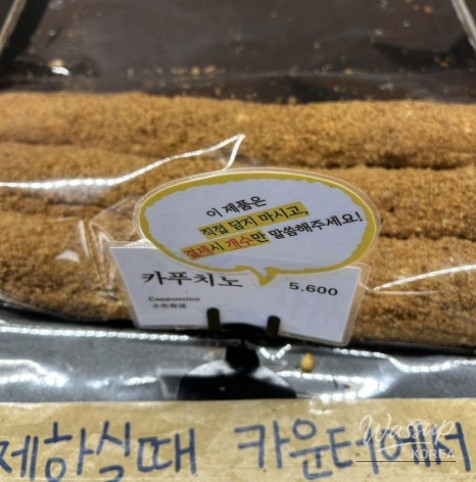 이 제품은
직접 담지 마시고,
결제시 개수만 말씀해주세요!
카푸치노 5.600
Cappuccino
제하실때 카운터에서
Wassup
KOREA